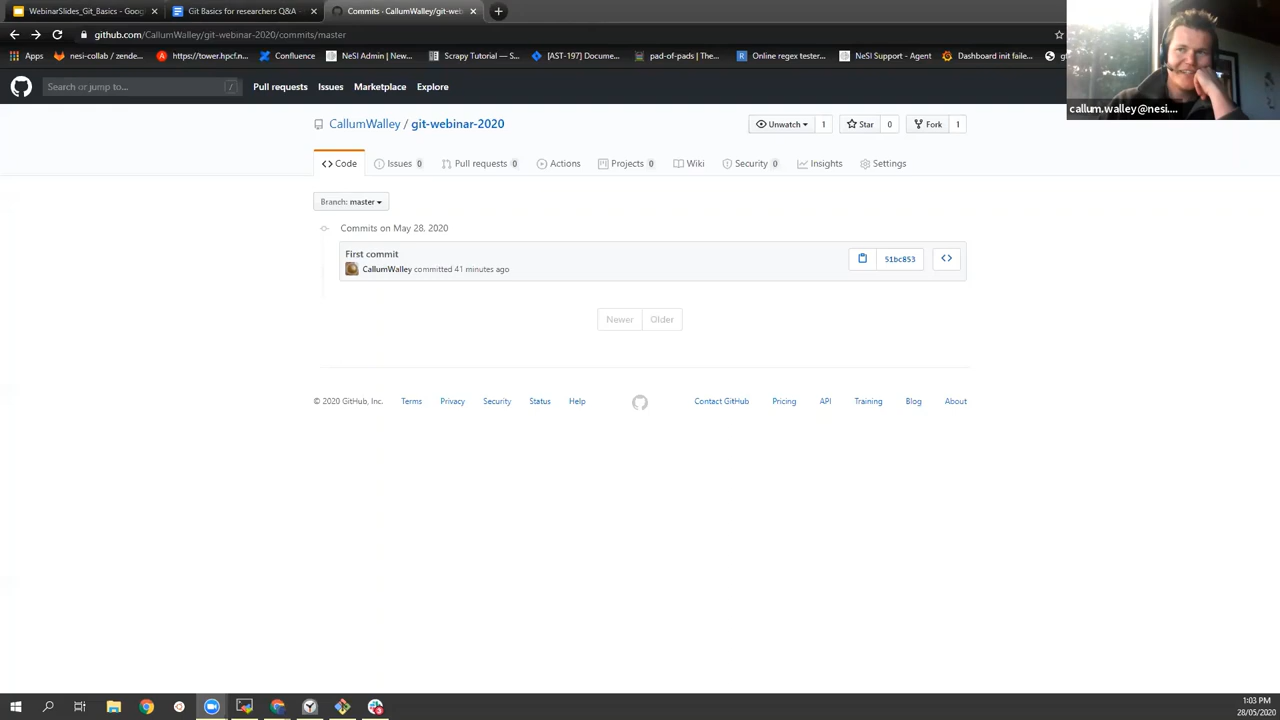 WebinarSlides_Git_Basics - Goog
Git Basics for researchers Q&A
Commits · CallumWalley/git-web
github.com/CallumWalley/git-webinar-2020/commits/master
Apps
nesi-collab / zende...
https://tower.hpcf.n...
Confluence
NeSI Admin | New...
Scrapy Tutorial — S...
[AST-197] Docume...
pad-of-pads | The...
Online regex tester...
NeSI Support - Agent
Dashboard init faile...
callum.walley@nesi....
Search or jump to...
/
Pull requests
Issues
Marketplace
Explore
CallumWalley / git-webinar-2020
Unwatch 1
Star 0
Fork 1
Code
Issues 0
Pull requests 0
Actions
Projects 0
Wiki
Security 0
Insights
Settings
Branch: master
Commits on May 28, 2020
First commit
CallumWalley committed 41 minutes ago
51bc853
Newer
Older
© 2020 GitHub, Inc.
Terms
Privacy
Security
Status
Help
Contact GitHub
Pricing
API
Training
Blog
About
1:03 PM
28/05/2020